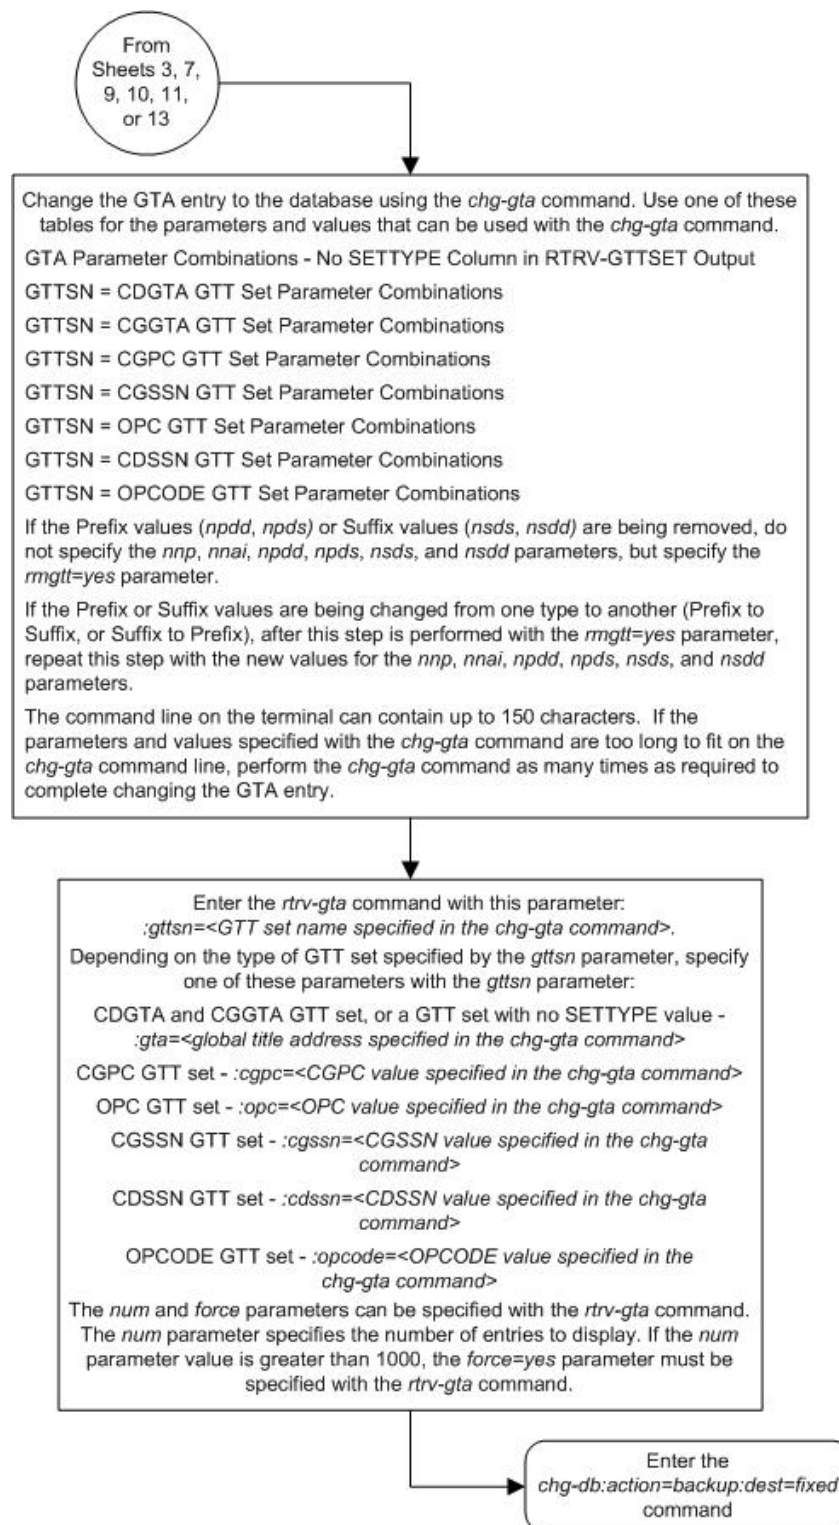 From
Sheets 3, 7,
9, 10, 11,
or 13
Change the GTA entry to the database using the chg-gta command. Use one of these
tables for the parameters and values that can be used with the chg-gta command.
GTA Parameter Combinations - No SETTYPE Column in RTRV-GTTSET Output
GTTSN = CDGTA GTT Set Parameter Combinations
GTTSN = CGGTA GTT Set Parameter Combinations
GTTSN = CGPC GTT Set Parameter Combinations
GTTSN = CGSSN GTT Set Parameter Combinations
GTTSN = OPC GTT Set Parameter Combinations
GTTSN = CDSSN GTT Set Parameter Combinations
GTTSN = OPCODE GTT Set Parameter Combinations
If the Prefix values (npdd, npds) or Suffix values (nsds, nsdd) are being removed, do
not specify the nnp, nnai, npdd, npds, nsds, and nsdd parameters, but specify the
rmgtt=yes parameter.
If the Prefix or Suffix values are being changed from one type to another (Prefix to
Suffix, or Suffix to Prefix), after this step is performed with the rmgtt=yes parameter,
repeat this step with the new values for the nnp, nnai, npdd, npds, nsds, and nsdd
parameters.
The command line on the terminal can contain up to 150 characters. If the
parameters and values specified with the chg-gta command are too long to fit on the
chg-gta command line, perform the chg-gta command as many times as required to
complete changing the GTA entry.
Enter the rtrv-gta command with this parameter:
:gttsn=<GTT set name specified in the chg-gta command>.
Depending on the type of GTT set specified by the gttsn parameter, specify
one of these parameters with the gttsn parameter:
CDGTA and CGGTA GTT set, or a GTT set with no SETTYPE value -
:gta=<global title address specified in the chg-gta command>
CGPC GTT set - :cgpc=<CGPC value specified in the chg-gta command>
OPC GTT set - :opc=<OPC value specified in the chg-gta command>
CGSSN GTT set - :cgssn=<CGSSN value specified in the chg-gta
command>
CDSSN GTT set - :cdssn=<CDSSN value specified in the chg-gta
command>
OPCODE GTT set - :opcode=<OPCODE value specified in the
chg-gta command>
The num and force parameters can be specified with the rtrv-gta command.
The num parameter specifies the number of entries to display. If the num
parameter value is greater than 1000, the force=yes parameter must be
specified with the rtrv-gta command.
Enter the
chg-db:action=backup:dest=fixed
command